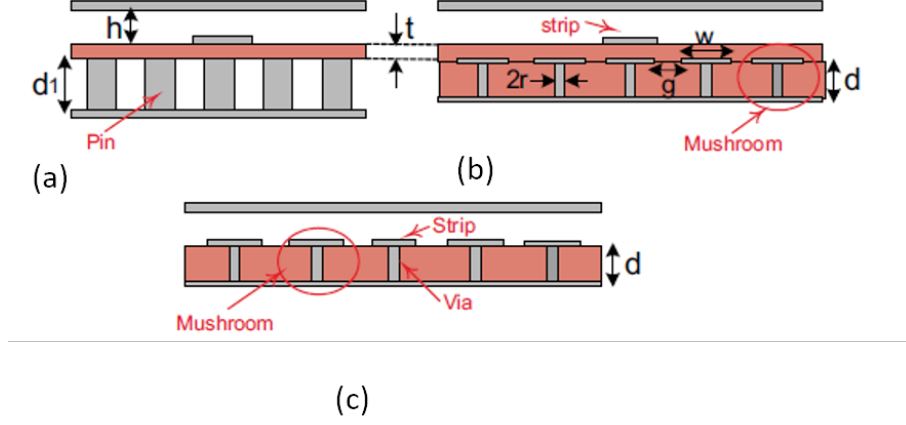 h
t
d1
Pin
(a)
strip
w
2r
g
d
Mushroom
(b)
Strip
d
Mushroom
Via
(c)